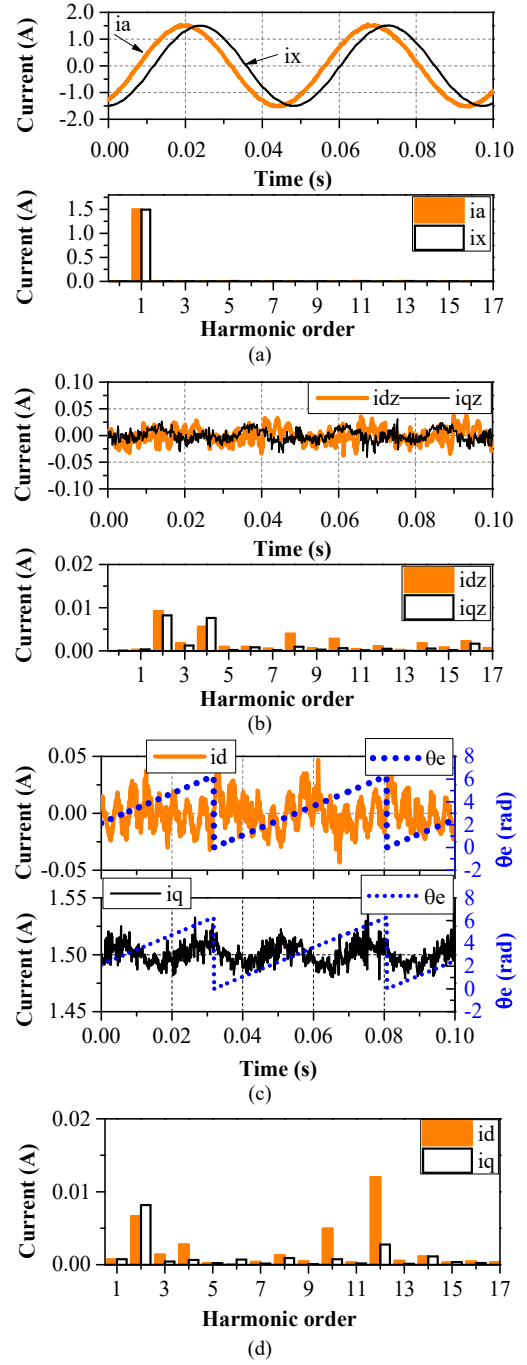 Current (A)
2.0
1.0
0.0
-1.0
-2.0
ia
ix
0.00 0.02 0.04 0.06 0.08 0.10
Time (s)
Current (A)
1.5
1.0
0.5
0.0
ia
ix
1 3 5 7 9 11 13 15 17
Harmonic order
(a)
Current (A)
0.10
0.05
0.00
-0.05
-0.10
idz iqz
0.00 0.02 0.04 0.06 0.08 0.10
Time (s)
Current (A)
0.02
0.01
0.00
idz
iqz
1 3 5 7 9 11 13 15 17
Harmonic order
(b)
Current (A)
0.05
0.00
-0.05
id
θe
8
6
4
2
0
-2
θe (rad)
Current (A)
1.55
1.50
1.45
iq
θe
8
6
4
2
0
-2
θe (rad)
0.00 0.02 0.04 0.06 0.08 0.10
Time (s)
(c)
Current (A)
0.02
0.01
0.00
id
iq
1 3 5 7 9 11 13 15 17
Harmonic order
(d)